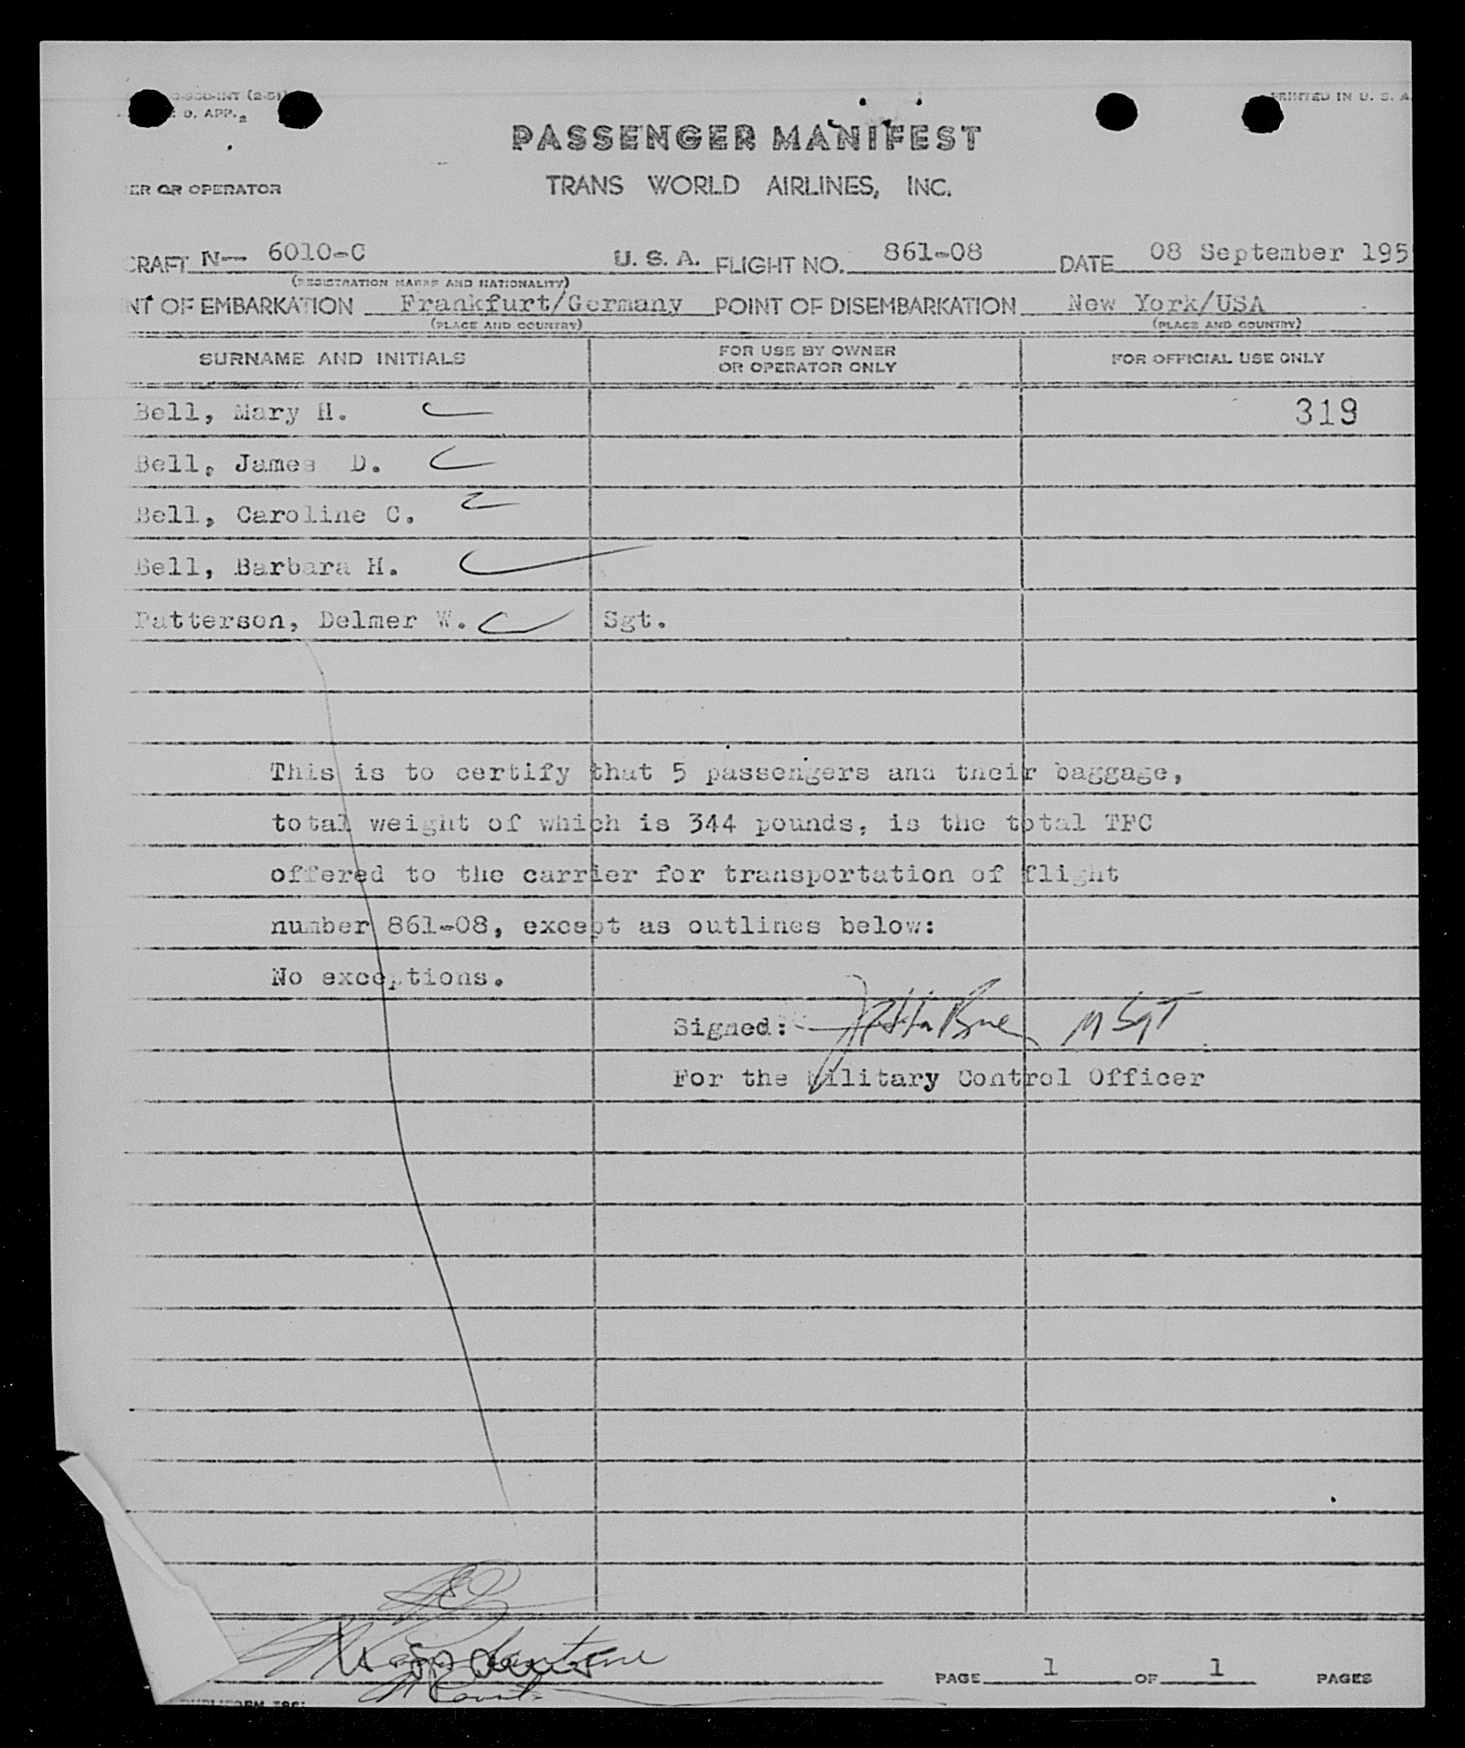 PRINTED IN U. S. A.
D. APP.
PASSENGER MANIFEST
ER OR OPERATOR
TRANS WORLD AIRLINES, INC.
CRAFT N-- 6010-C U. S. A. FLIGHT NO. 861-08 DATE 08 September 195
(REGISTRATION MARKS AND NATIONALITY)
NT OF EMBARKATION Frankfurt/Germany POINT OF DISEMBARKATION New York/USA
(PLACE AND COUNTRY) (PLACE AND COUNTRY)
SURNAME AND INITIALS FOR USE BY OWNER OR OPERATOR ONLY FOR OFFICIAL USE ONLY
Bell, Mary H. 319
Bell, James D.
Bell, Caroline C.
Bell, Barbara H.
Patterson, Delmer W. Sgt.
This is to certify that 5 passengers and their baggage,
total weight of which is 344 pounds, is the total TFC
offered to the carrier for transportation of flight
number 861-08, except as outlines below:
No exceptions.
Signed: M Sgt
For the Military Control Officer
PAGE 1 OF 1 PAGES